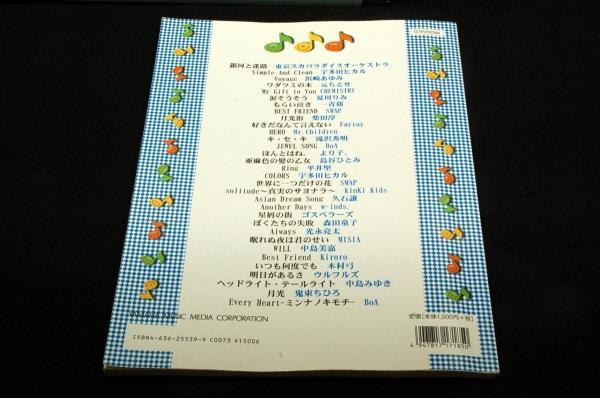 銀河と迷路 東京スカパラダイスオーケストラ
Simple And Clean 宇多田ヒカル
Voyage 浜崎あゆみ
ワダツミの木 元ちとせ
My Gift to You CHEMISTRY
涙そうそう 夏川りみ
もらい泣き 一青窈
BEST FRIEND SMAP
月光浴 柴田淳
好きだなんて言えない Fayray
HERO Mr.Children
キ・セ・キ 滝沢秀明
JEWEL SONG BoA
ほんとはね。 より子。
亜麻色の髪の乙女 島谷ひとみ
Ring 平井堅
COLORS 宇多田ヒカル
世界に一つだけの花 SMAP
solitude～真実のサヨナラ～ KinKi Kids
Asian Dream Song 久石譲
Another Days w-inds.
星屑の街 ゴスペラーズ
ぼくたちの失敗 森田童子
Always 光永亮太
眠れぬ夜は君のせい MISIA
WILL 中島美嘉
Best Friend Kiroro
いつも何度でも 木村弓
明日があるさ ウルフルズ
ヘッドライト・テールライト 中島みゆき
月光 鬼束ちひろ
Every Heart-ミンナノキモチ- BoA
MUSIC MEDIA CORPORATION
定価[本体1,500円+税]
ISBN4-636-25539-9 C0073 ¥1500E
4 947817 171850